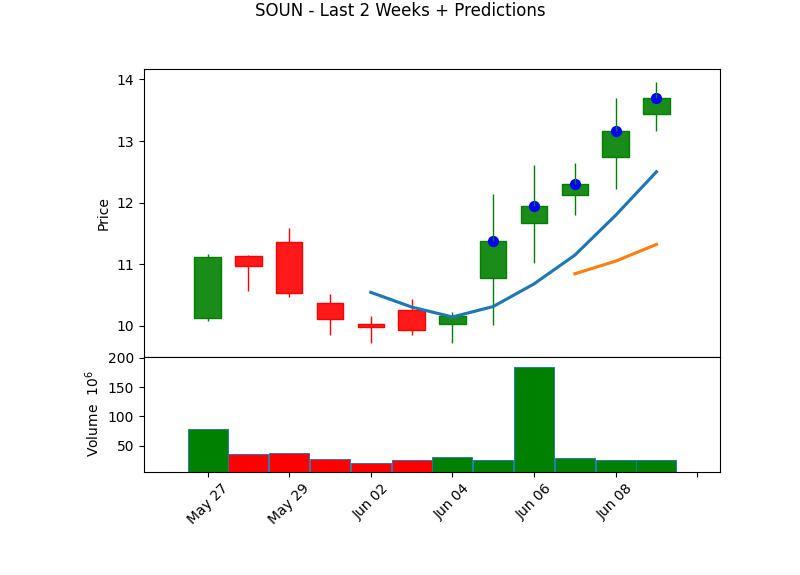 SOUN - Last 2 Weeks + Predictions
14
13
12
11
10
Price
200
150
100
50
Volume 10^6
May 27
May 29
Jun 02
Jun 04
Jun 06
Jun 08